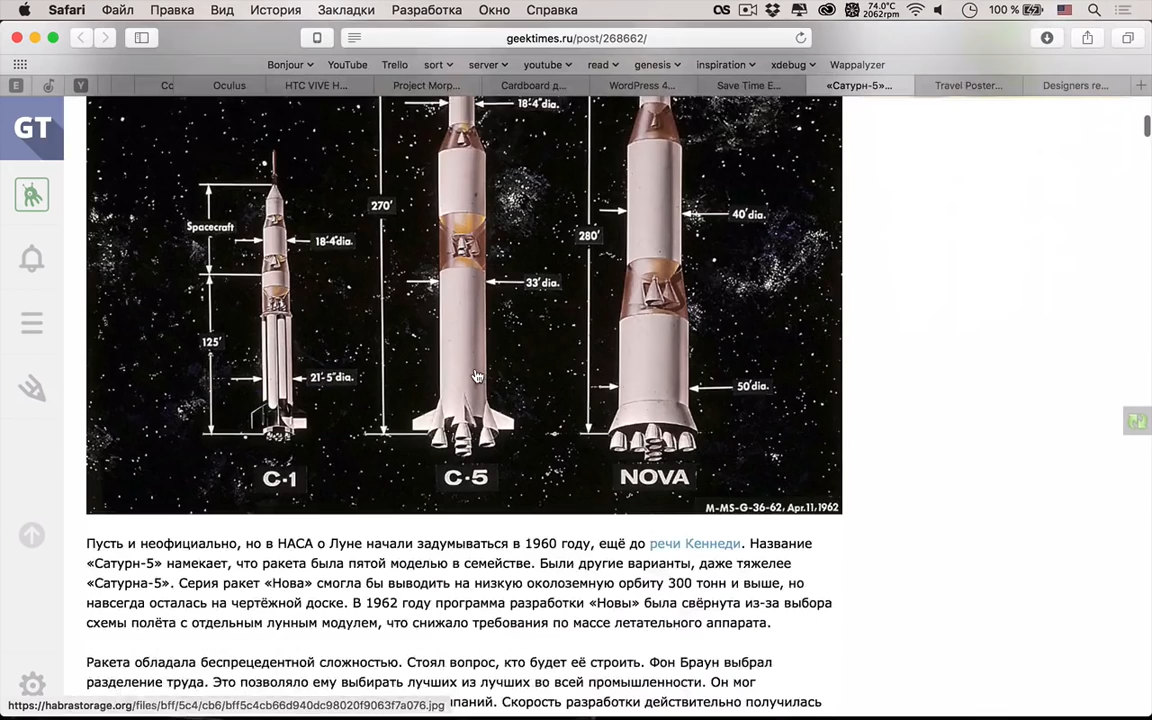 Safari Файл Правка Вид История Закладки Разработка Окно Справка 74.0°C 2062rpm 100 %
geektimes.ru/post/268662/
Bonjour YouTube Trello sort server youtube read genesis inspiration xdebug Wappalyzer
E Y Cc Oculus HTC VIVE H... Project Morp... Cardboard д... WordPress 4... Save Time E... «Сатурн-5»... Travel Poster... Designers re...
GT
18'-4"dia.
270'
40'dia.
Spacecraft
280'
18'-4"dia.
33'dia.
125'
21'-5"dia.
50'dia.
C-1 C-5 NOVA
M-MS-G-36-62, Apr.11,1962
Пусть и неофициально, но в НАСА о Луне начали задумываться в 1960 году, ещё до речи Кеннеди. Название
«Сатурн-5» намекает, что ракета была пятой моделью в семействе. Были другие варианты, даже тяжелее
«Сатурна-5». Серия ракет «Нова» смогла бы выводить на низкую околоземную орбиту 300 тонн и выше, но
навсегда осталась на чертёжной доске. В 1962 году программа разработки «Новы» была свёрнута из-за выбора
схемы полёта с отдельным лунным модулем, что снижало требования по массе летательного аппарата.
Ракета обладала беспрецедентной сложностью. Стоял вопрос, кто будет её строить. Фон Браун выбрал
разделение труда. Это позволяло ему выбирать лучших из лучших во всей промышленности. Он мог
паний. Скорость разработки действительно получилась
https://habrastorage.org/files/bff/5c4/cb6/bff5c4cb66d940dc98020f9063f7a076.jpg